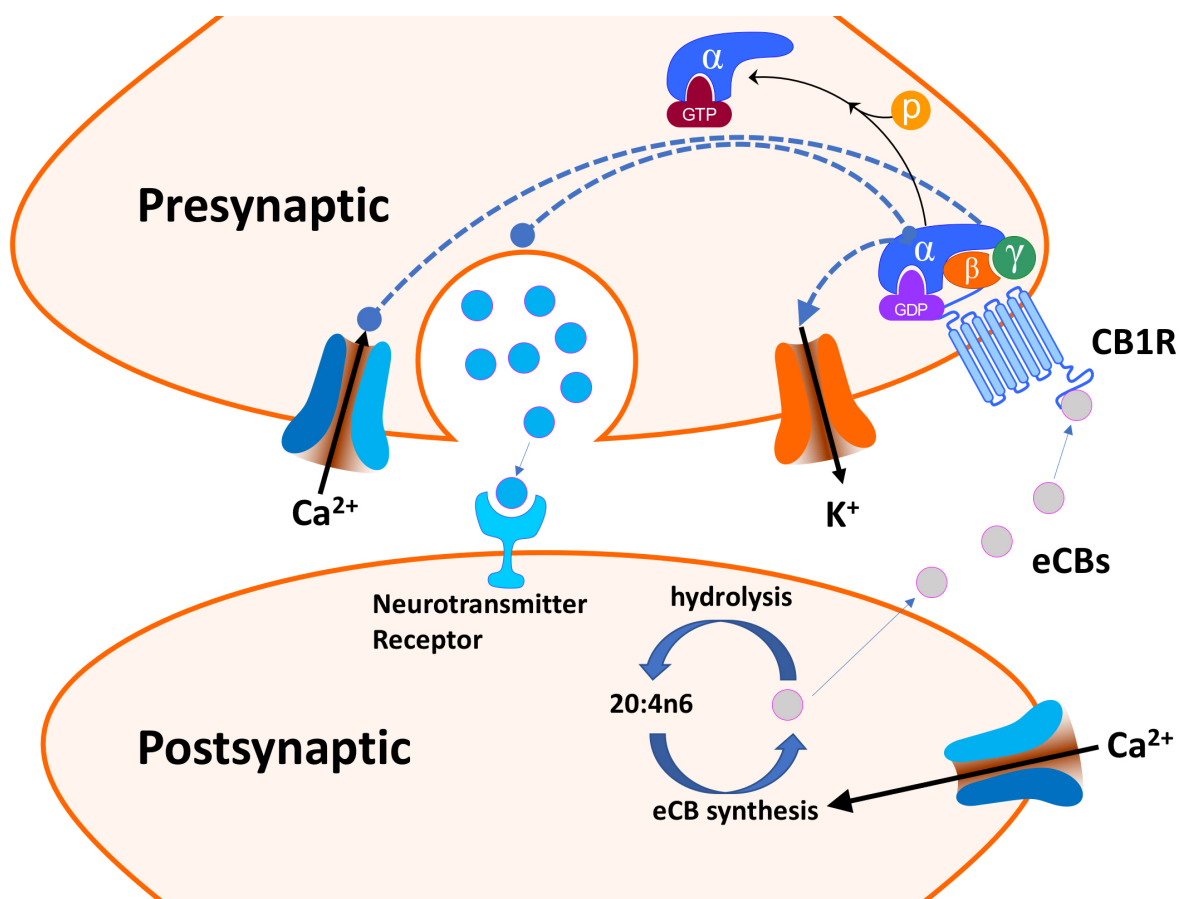 α
GTP
p
Presynaptic
α
β
γ
GDP
CB1R
Ca²⁺
K⁺
eCBs
Neurotransmitter
Receptor
hydrolysis
20:4n6
Postsynaptic
Ca²⁺
eCB synthesis